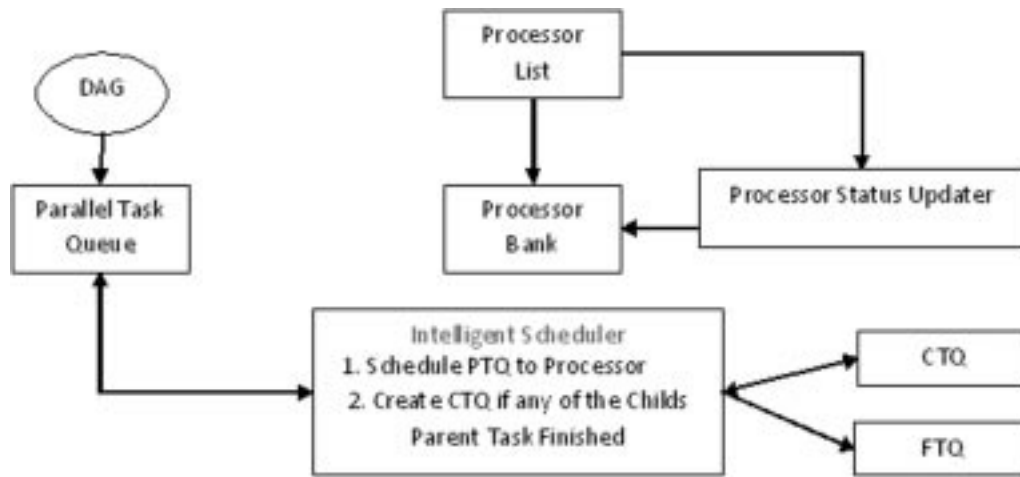 DAG
Processor
List
Parallel Task
Queue
Processor
Bank
Processor Status Updater
Intelligent Scheduler
1. Schedule PTQ to Processor
2. Create CTQ if any of the Childs
Parent Task Finished
CTQ
FTQ